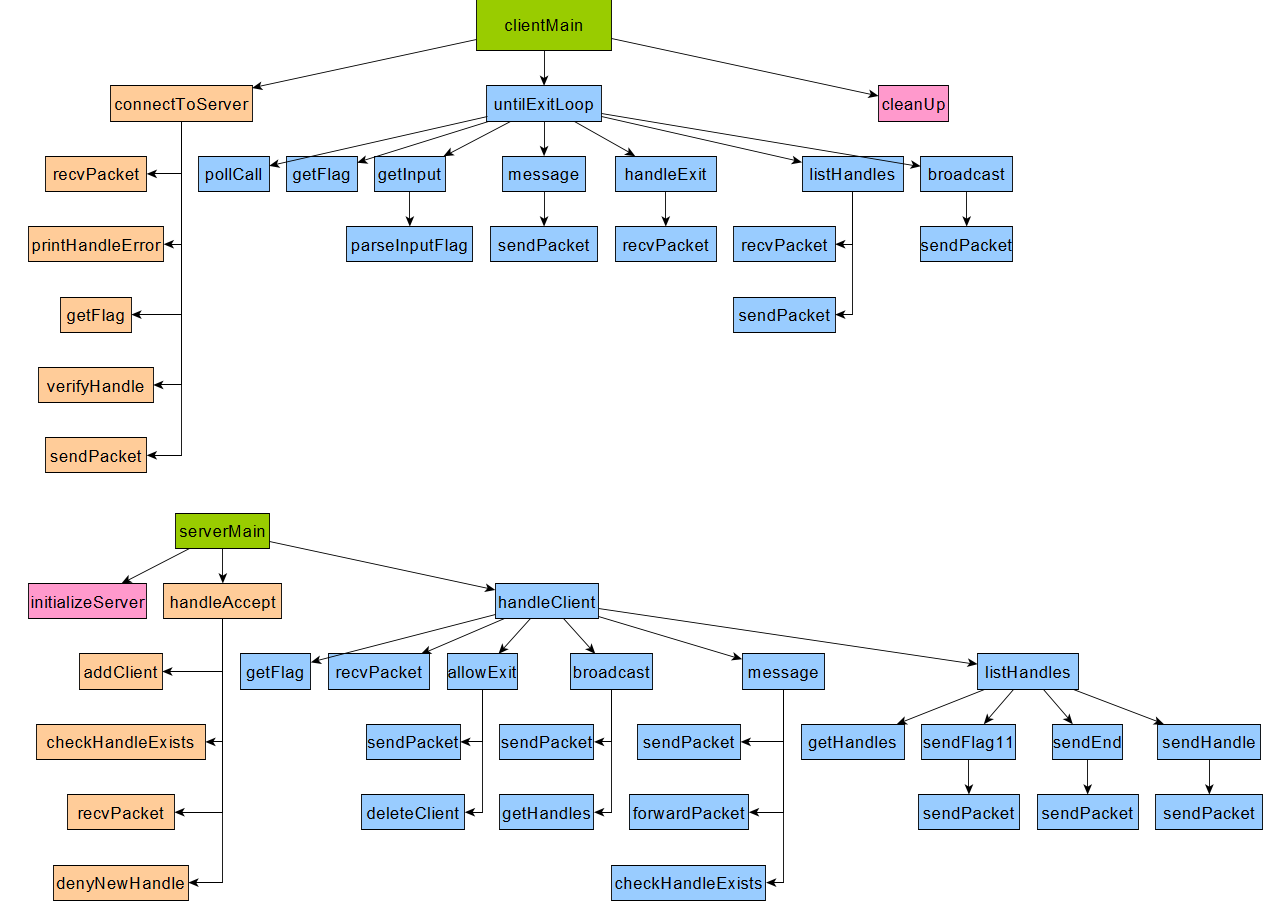 clientMain
connectToServer
untilExitLoop
cleanUp
recvPacket
pollCall
getFlag
getInput
message
handleExit
listHandles
broadcast
printHandleError
parseInputFlag
sendPacket
recvPacket
recvPacket
sendPacket
getFlag
sendPacket
verifyHandle
sendPacket
serverMain
initializeServer
handleAccept
handleClient
addClient
getFlag
recvPacket
allowExit
broadcast
message
listHandles
checkHandleExists
sendPacket
sendPacket
sendPacket
getHandles
sendFlag11
sendEnd
sendHandle
recvPacket
deleteClient
getHandles
forwardPacket
sendPacket
sendPacket
sendPacket
denyNewHandle
checkHandleExists